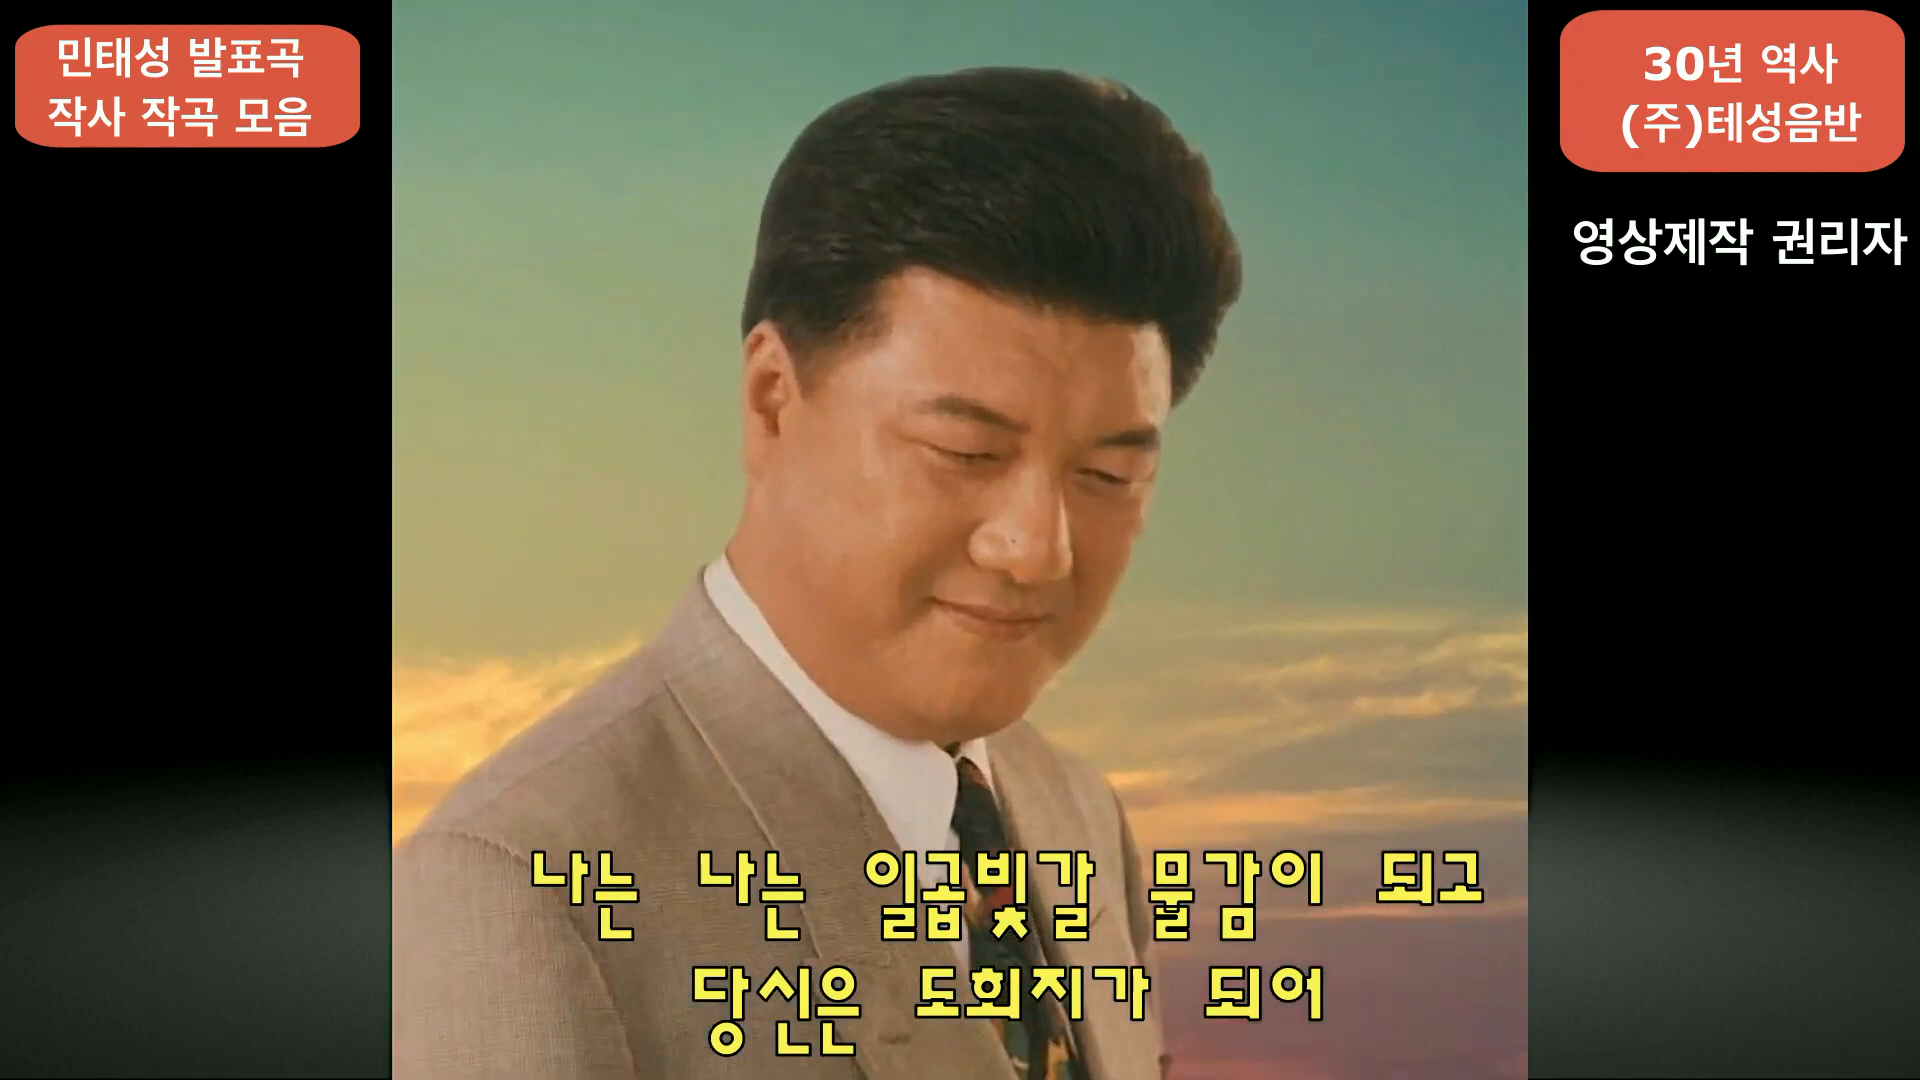 민태성 발표곡
작사 작곡 모음
30년 역사
(주)테성음반
영상제작 권리자
나는 나는 일곱빛갈 물감이 되고
당신은 도회지가 되어